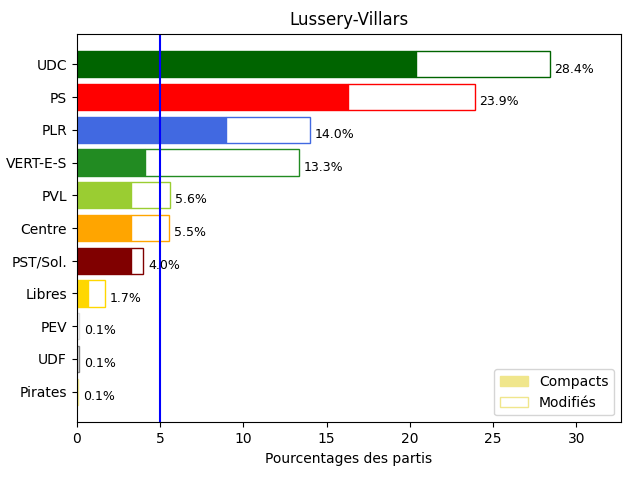 Lussery-Villars
UDC 28.4%
PS 23.9%
PLR 14.0%
VERT-E-S 13.3%
PVL 5.6%
Centre 5.5%
PST/Sol. 4.0%
Libres 1.7%
PEV 0.1%
UDF 0.1%
Pirates 0.1%
Compacts
Modifiés
0 5 10 15 20 25 30
Pourcentages des partis